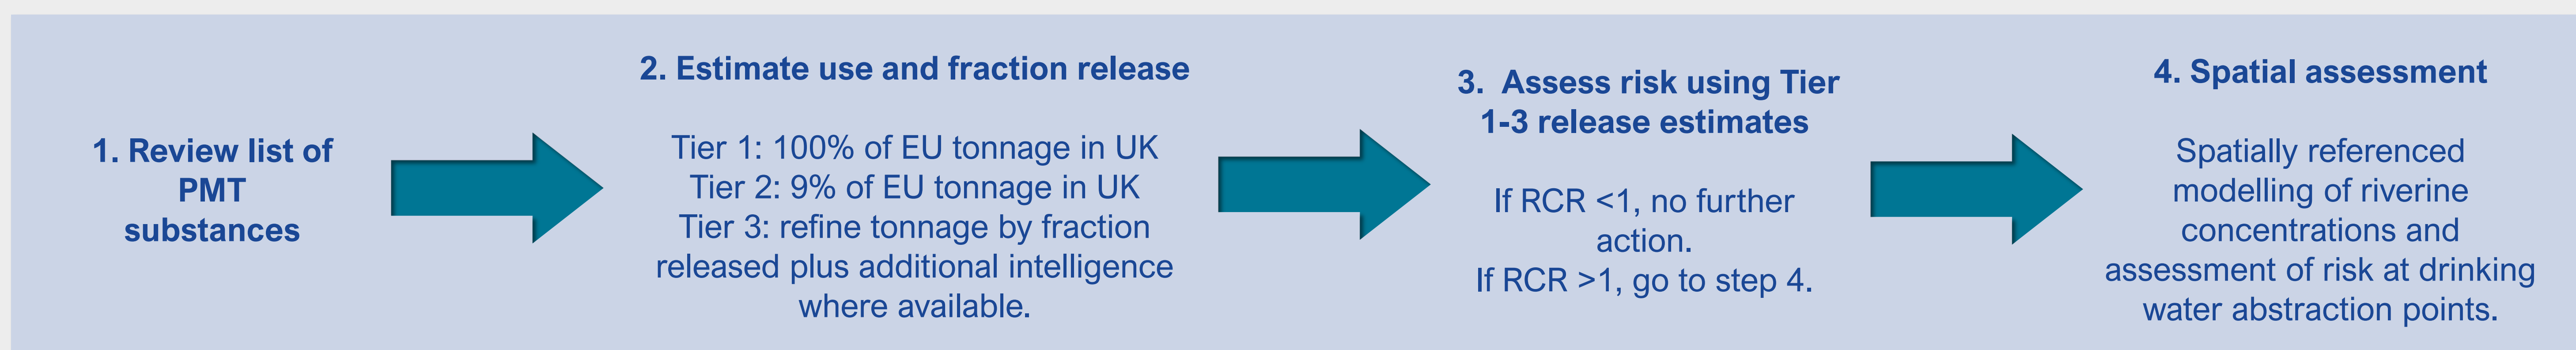 1. Review list of
PMT
substances
2. Estimate use and fraction release
Tier 1: 100% of EU tonnage in UK
Tier 2: 9% of EU tonnage in UK
Tier 3: refine tonnage by fraction
released plus additional intelligence
where available.
3.  Assess risk using Tier
1-3 release estimates
If RCR <1, no further
action.
If RCR >1, go to step 4.
4. Spatial assessment
Spatially referenced
modelling of riverine
concentrations and
assessment of risk at drinking
water abstraction points.